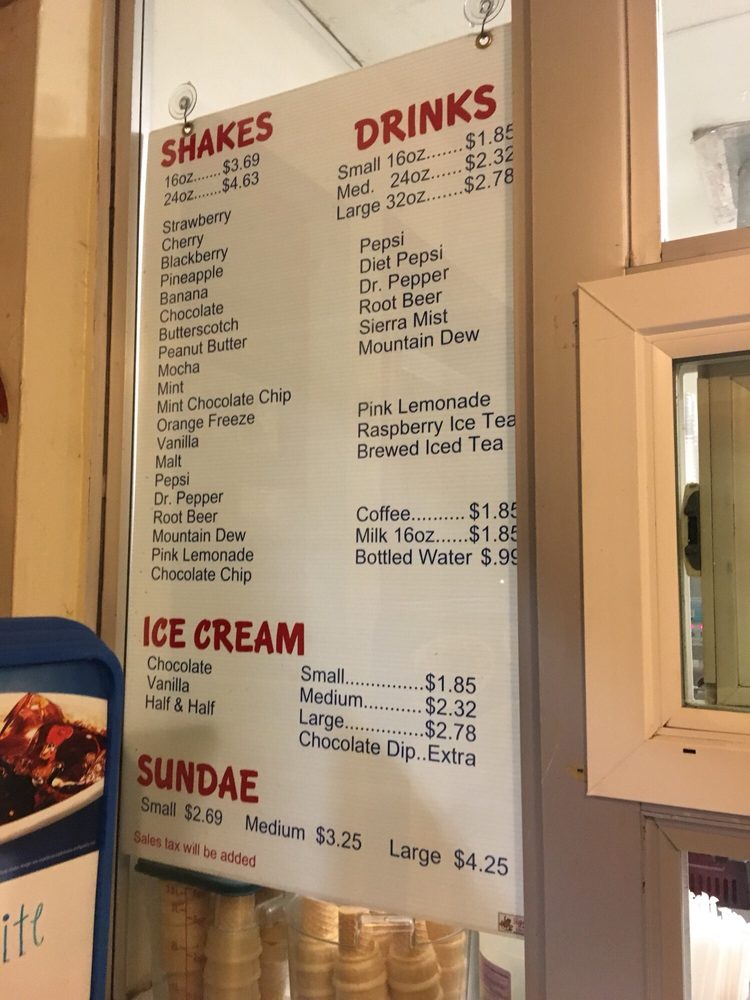 SHAKES
16oz.......$3.69
24oz.......$4.63
Strawberry
Cherry
Blackberry
Pineapple
Banana
Chocolate
Butterscotch
Peanut Butter
Mocha
Mint
Mint Chocolate Chip
Orange Freeze
Vanilla
Malt
Pepsi
Dr. Pepper
Root Beer
Mountain Dew
Pink Lemonade
Chocolate Chip
DRINKS
Small 16oz.......$1.85
Med. 24oz......$2.32
Large 32oz.......$2.78
Pepsi
Diet Pepsi
Dr. Pepper
Root Beer
Sierra Mist
Mountain Dew
Pink Lemonade
Raspberry Ice Tea
Brewed Iced Tea
Coffee..........$1.85
Milk 16oz......$1.85
Bottled Water $.99
ICE CREAM
Chocolate
Vanilla
Half & Half
Small...............$1.85
Medium...........$2.32
Large...............$2.78
Chocolate Dip..Extra
SUNDAE
Small $2.69 Medium $3.25 Large $4.25
Sales tax will be added
ite